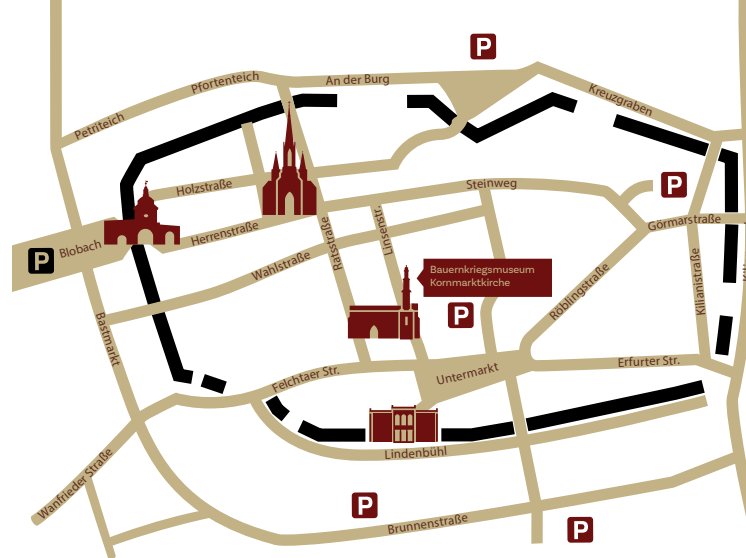 P
An der Burg
Pfortenteich
Kreuzgraben
Petriteich
Steinweg
P
Holzstraße
Görmarstraße
Herrenstraße
Ratsstraße
Linsenstr.
P
Blobach
Wahlstraße
Bauernkriegsmuseum
Kornmarktkirche
Röblingstraße
Kilianistraße
P
Bastmarkt
Erfurter Str.
Felchtaer Str.
Untermarkt
Lindenbühl
Wanfrieder Straße
P
Brunnenstraße
P